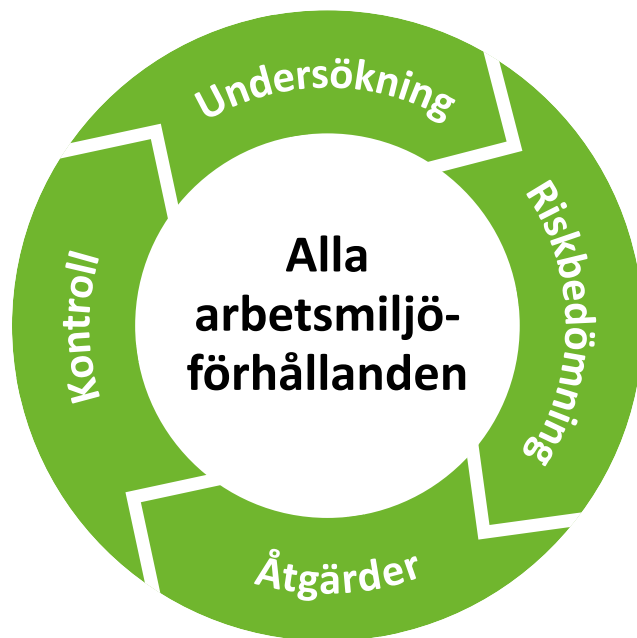 Undersökning
Riskbedömning
Åtgärder
Kontroll
Alla
arbetsmiljö-
förhållanden